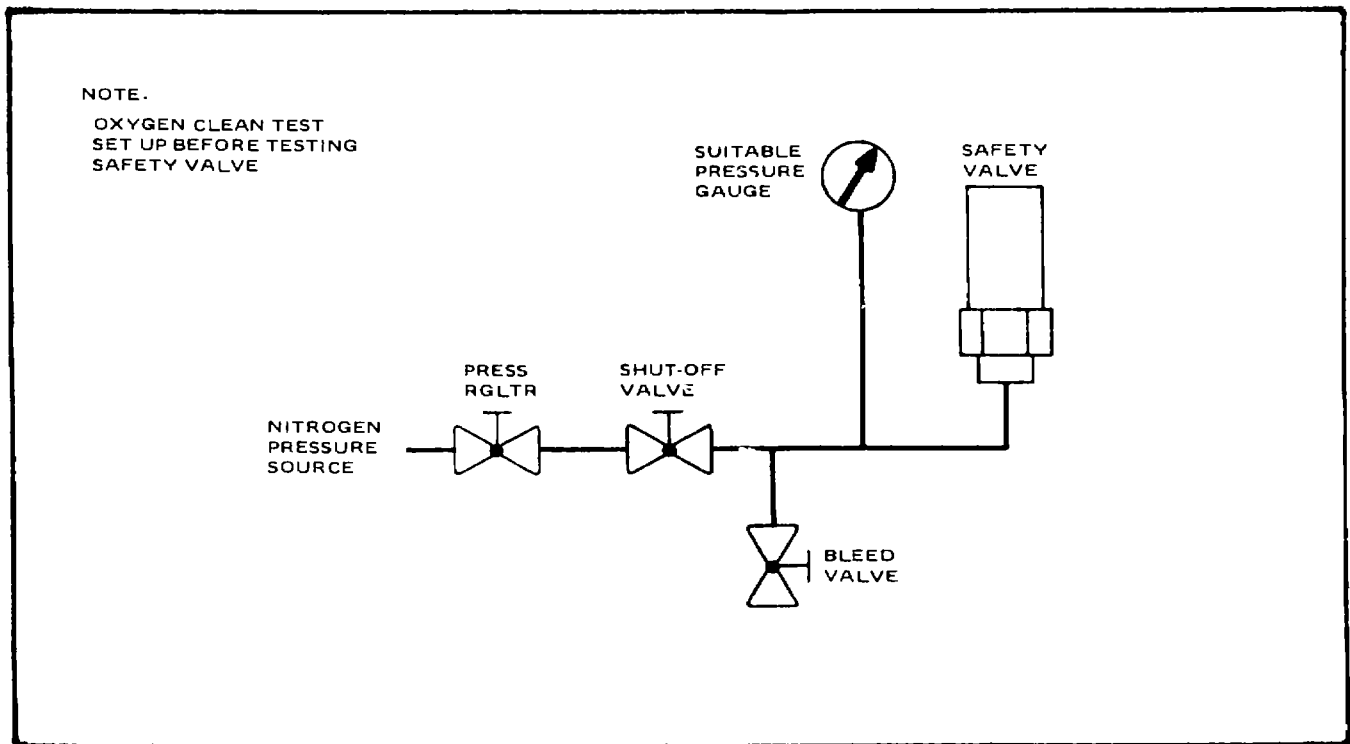 NOTE.
OXYGEN CLEAN TEST
SET UP BEFORE TESTING
SAFETY VALVE
SUITABLE
PRESSURE
GAUGE
SAFETY
VALVE
PRESS
RGLTR
SHUT-OFF
VALVE
NITROGEN
PRESSURE
SOURCE
BLEED
VALVE